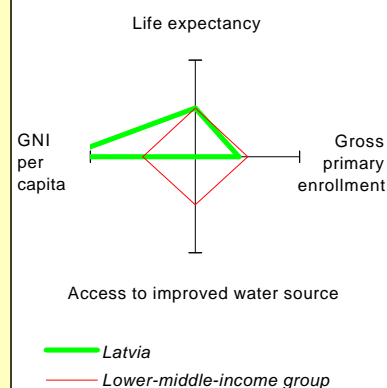 Life expectancy
GNI
per
capita
Gross
primary
enrollment
Access to improved water source
Latvia
Lower-middle-income group